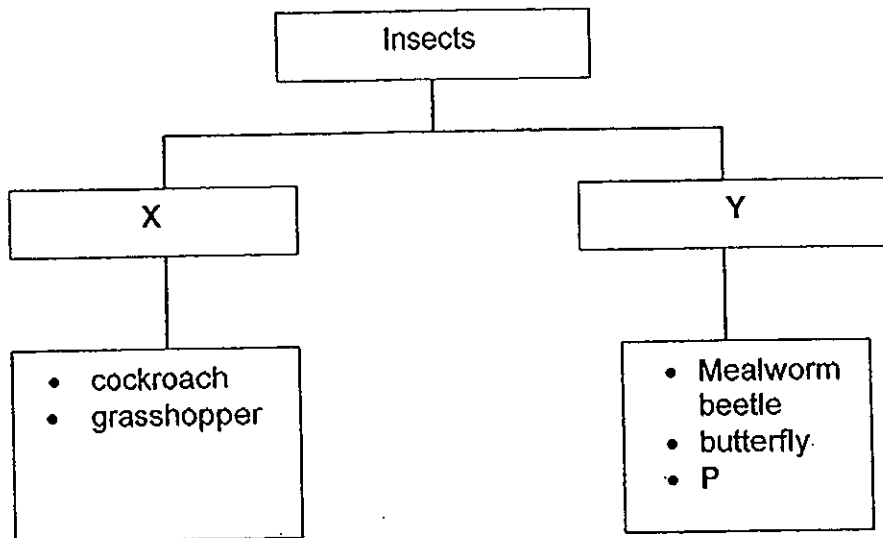 Insects
X
Y
• cockroach
• grasshopper
• Mealworm
beetle
• butterfly
• P